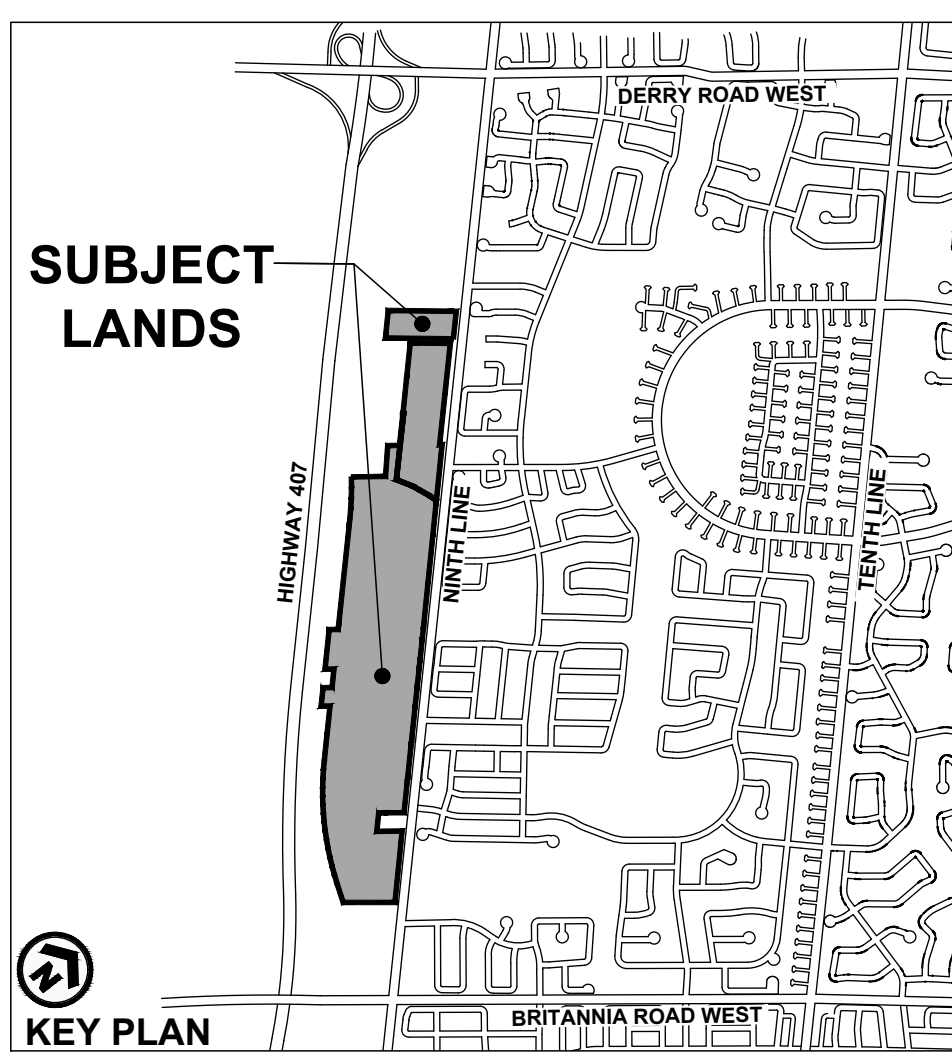 DERRY ROAD WEST
SUBJECT
LANDS
HIGHWAY 407
NINTH LINE
TENTH LINE
N
BRITANNIA ROAD WEST
KEY PLAN